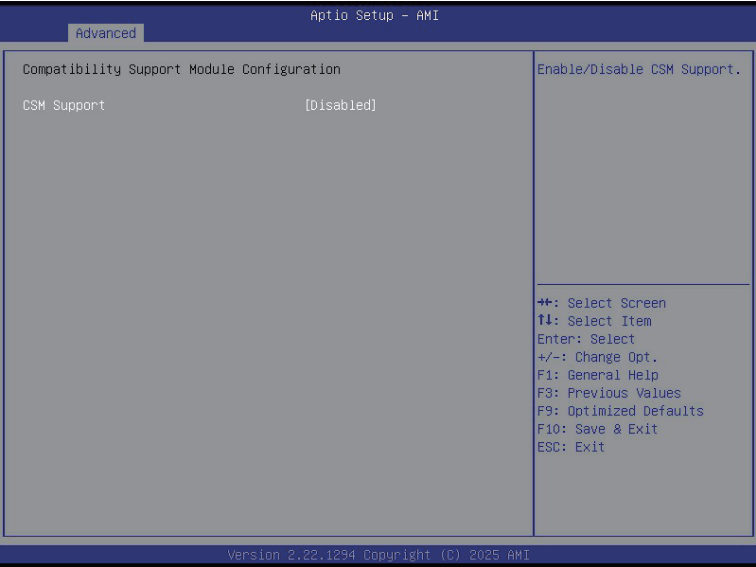 Aptio Setup – AMI
Advanced
Compatibility Support Module Configuration
CSM Support [Disabled]
Enable/Disable CSM Support.
→←: Select Screen
↑↓: Select Item
Enter: Select
+/-: Change Opt.
F1: General Help
F3: Previous Values
F9: Optimized Defaults
F10: Save & Exit
ESC: Exit
Version 2.22.1294 Copyright (C) 2025 AMI